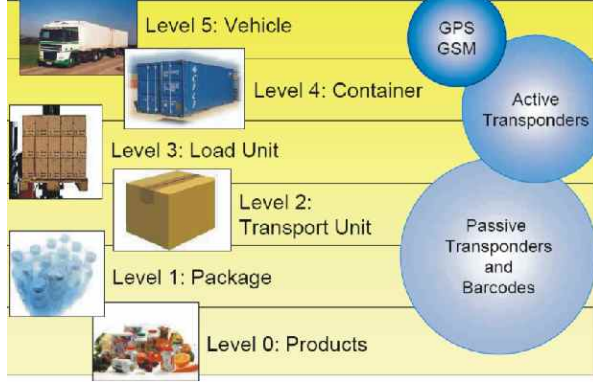 Level 5: Vehicle
GPS
GSM
Level 4: Container
Active
Transponders
Level 3: Load Unit
Level 2:
Transport Unit
Passive
Transponders
and
Barcodes
Level 1: Package
Level 0: Products